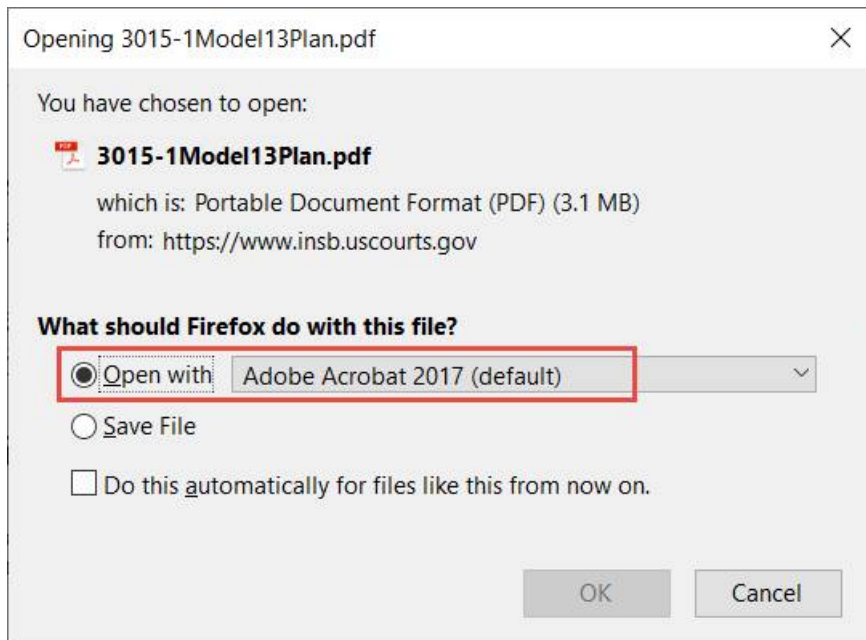 Opening 3015-1Model13Plan.pdf
You have chosen to open:
PDF
3015-1Model13Plan.pdf
which is: Portable Document Format (PDF) (3.1 MB)
from: https://www.insb.uscourts.gov
What should Firefox do with this file?
Open with Adobe Acrobat 2017 (default)
Save File
Do this automatically for files like this from now on.
OK Cancel